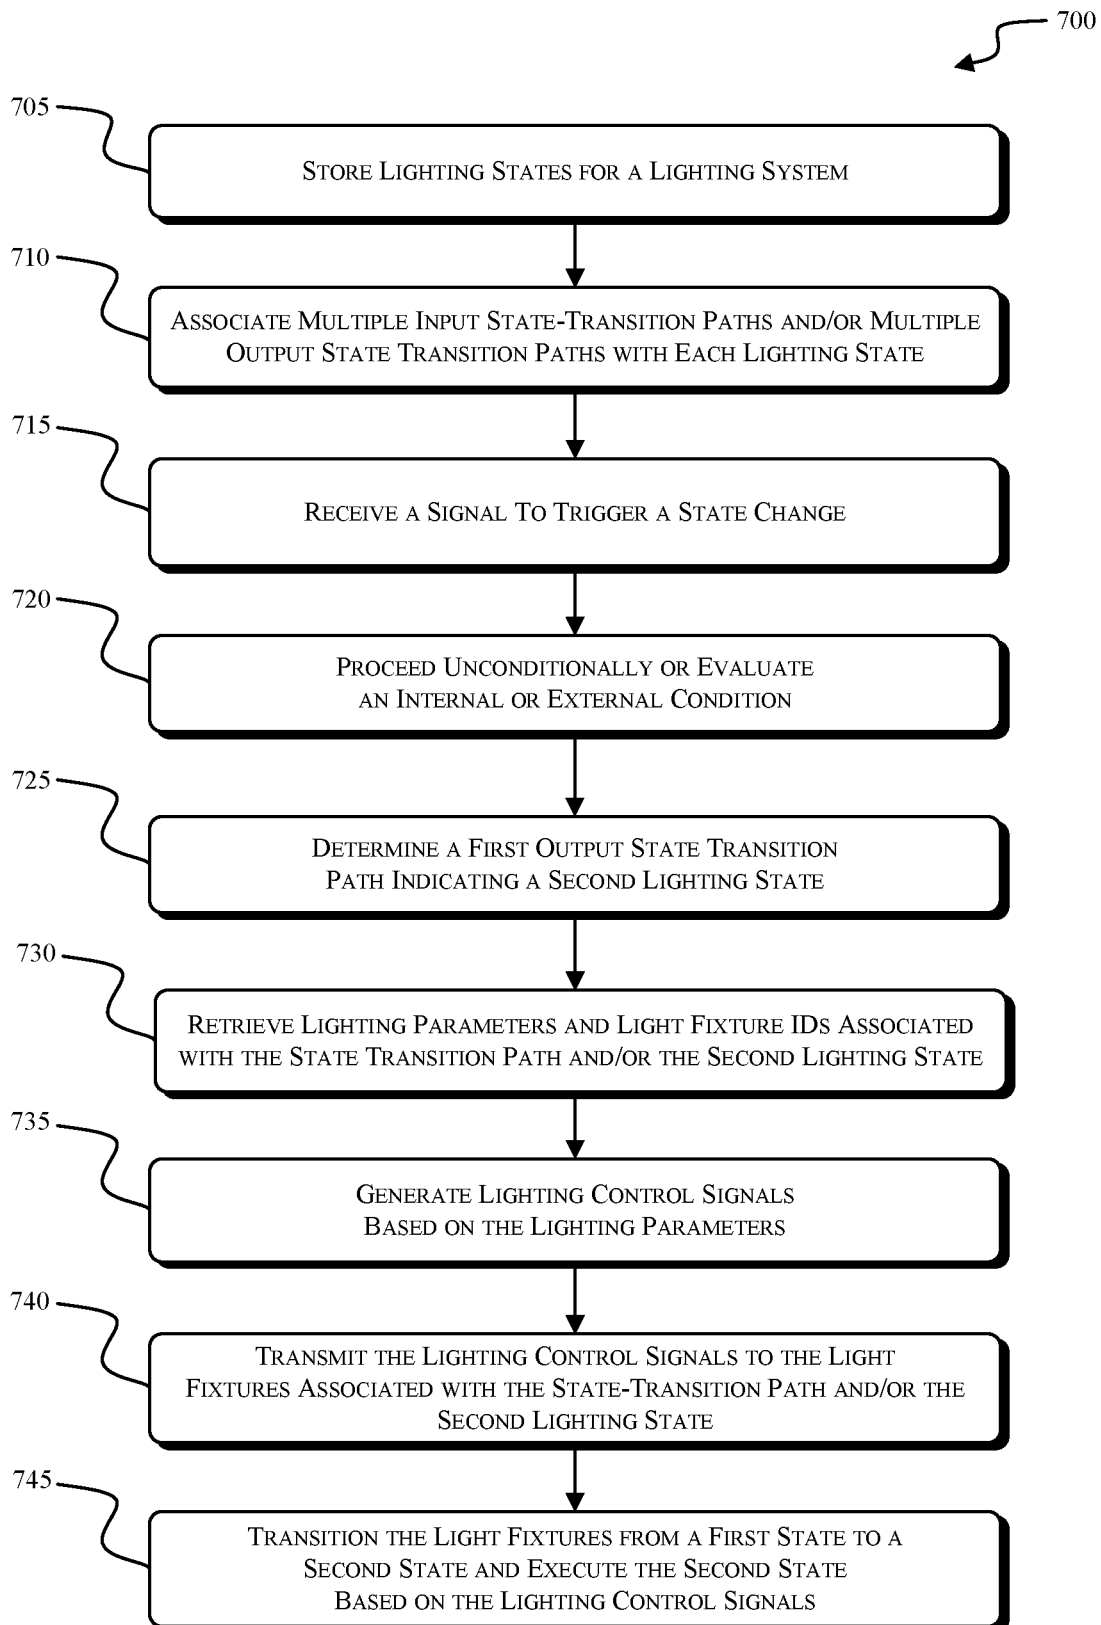 700
705
STORE LIGHTING STATES FOR A LIGHTING SYSTEM
710
ASSOCIATE MULTIPLE INPUT STATE-TRANSITION PATHS AND/OR MULTIPLE
OUTPUT STATE TRANSITION PATHS WITH EACH LIGHTING STATE
715
RECEIVE A SIGNAL TO TRIGGER A STATE CHANGE
720
PROCEED UNCONDITIONALLY OR EVALUATE
AN INTERNAL OR EXTERNAL CONDITION
725
DETERMINE A FIRST OUTPUT STATE TRANSITION
PATH INDICATING A SECOND LIGHTING STATE
730
RETRIEVE LIGHTING PARAMETERS AND LIGHT FIXTURE IDS ASSOCIATED
WITH THE STATE TRANSITION PATH AND/OR THE SECOND LIGHTING STATE
735
GENERATE LIGHTING CONTROL SIGNALS
BASED ON THE LIGHTING PARAMETERS
740
TRANSMIT THE LIGHTING CONTROL SIGNALS TO THE LIGHT
FIXTURES ASSOCIATED WITH THE STATE-TRANSITION PATH AND/OR THE
SECOND LIGHTING STATE
745
TRANSITION THE LIGHT FIXTURES FROM A FIRST STATE TO A
SECOND STATE AND EXECUTE THE SECOND STATE
BASED ON THE LIGHTING CONTROL SIGNALS